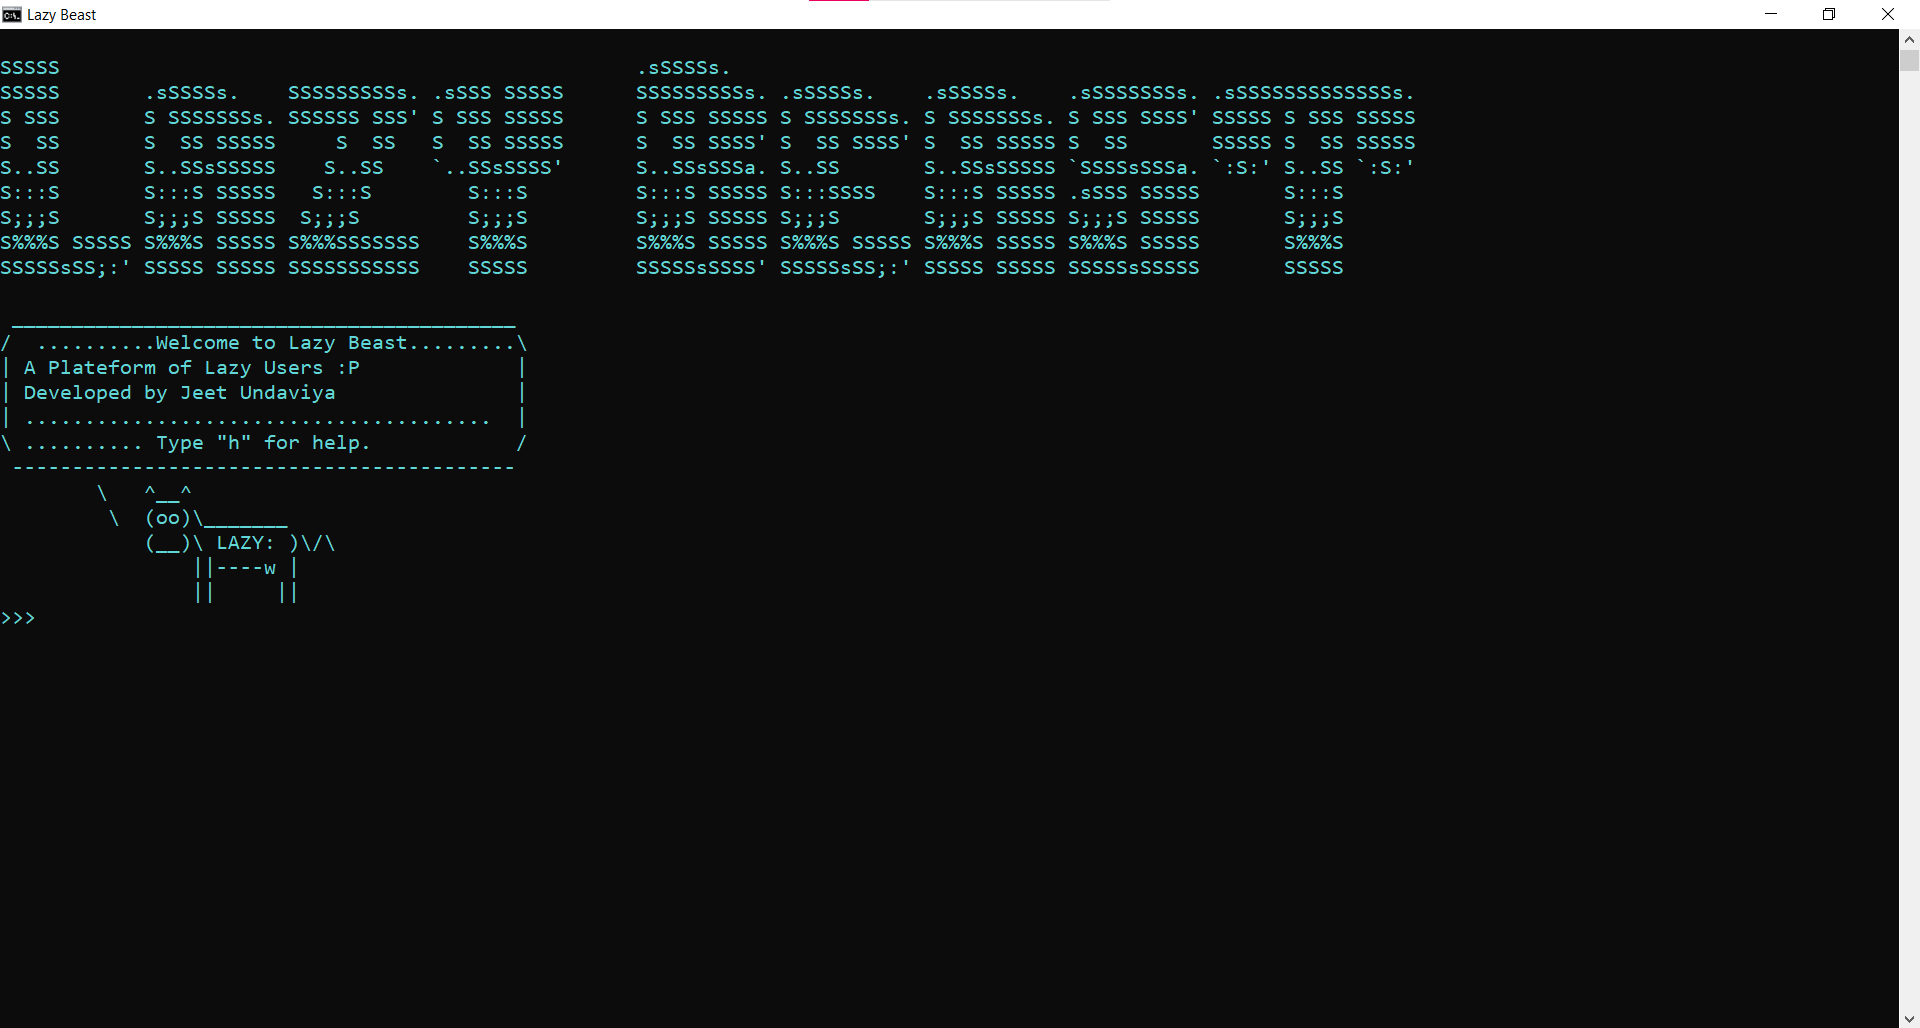 Lazy Beast
SSSSS                                                .sSSSSs.
SSSSS       .sSSSSs.    SSSSSSSSSs. .sSSS SSSSS      SSSSSSSSSs. .sSSSSs.    .sSSSSs.    .sSSSSSSSs. .sSSSSSSSSSSSSSs.
S SSS       S SSSSSSSs. SSSSSS SSS' S SSS SSSSS      S SSS SSSSS S SSSSSSSs. S SSSSSSSs. S SSS SSSS' SSSSS S SSS SSSSS
S  SS       S  SS SSSSS     S  SS   S  SS SSSSS      S  SS SSSS' S  SS SSSS' S  SS SSSSS S  SS       SSSSS S  SS SSSSS
S..SS       S..SSsSSSSS    S..SS    `..SSsSSSS'      S..SSsSSSa. S..SS       S..SSsSSSSS `SSSSsSSSa. `:S:' S..SS `:S:'
S:::S       S:::S SSSSS   S:::S        S:::S         S:::S SSSSS S:::SSSS    S:::S SSSSS .sSSS SSSSS       S:::S
S;;;S       S;;;S SSSSS  S;;;S         S;;;S         S;;;S SSSSS S;;;S       S;;;S SSSSS S;;;S SSSSS       S;;;S
S%%%S SSSSS S%%%S SSSSS S%%%SSSSSSS    S%%%S         S%%%S SSSSS S%%%S SSSSS S%%%S SSSSS S%%%S SSSSS       S%%%S
SSSSSsSS;:' SSSSS SSSSS SSSSSSSSSSS    SSSSS         SSSSSsSSSS' SSSSSsSS;:' SSSSS SSSSS SSSSSsSSSSS       SSSSS
 __________________________________________
/  ..........Welcome to Lazy Beast.........\
| A Plateform of Lazy Users :P             |
| Developed by Jeet Undaviya               |
| .......................................  |
\ .......... Type "h" for help.            /
 ------------------------------------------
        \   ^__^
         \  (oo)\_______
            (__)\ LAZY: )\/\
                ||----w |
                ||     ||
>>>